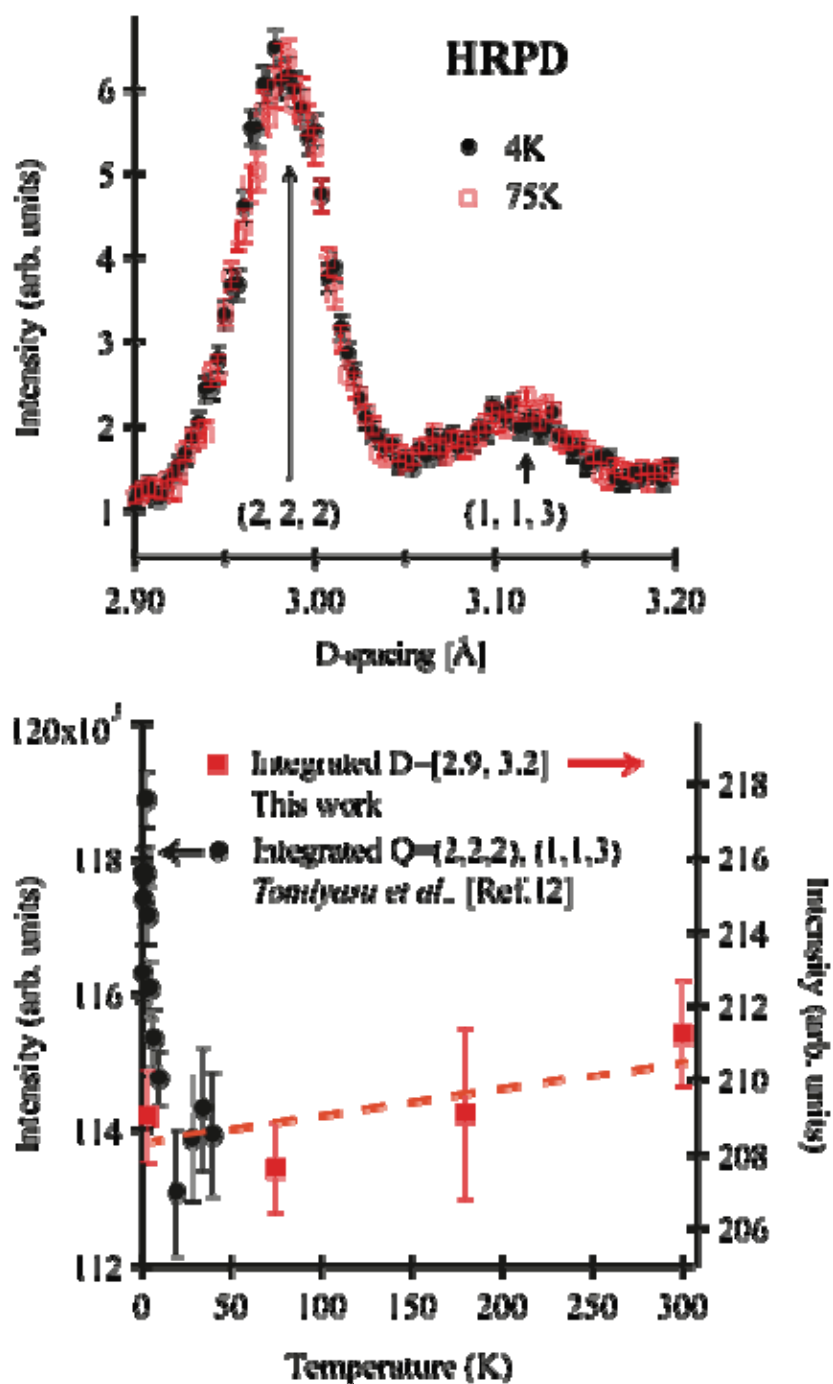 HRPD
4K
75K
Intensity (arb. units)
6
5
4
3
2
1
(2, 2, 2)
(1, 1, 3)
2.90
3.00
3.10
3.20
D-spacing [Å]
120x10³
118
116
114
112
Intensity (arb. units)
Integrated D=[2.9, 3.2]
This work
Integrated Q=(2,2,2), (1,1,3)
Tomiyasu et al.. [Ref.12]
218
216
214
212
210
208
206
Intensity (arb. units)
0
50
100
150
200
250
300
Temperature (K)